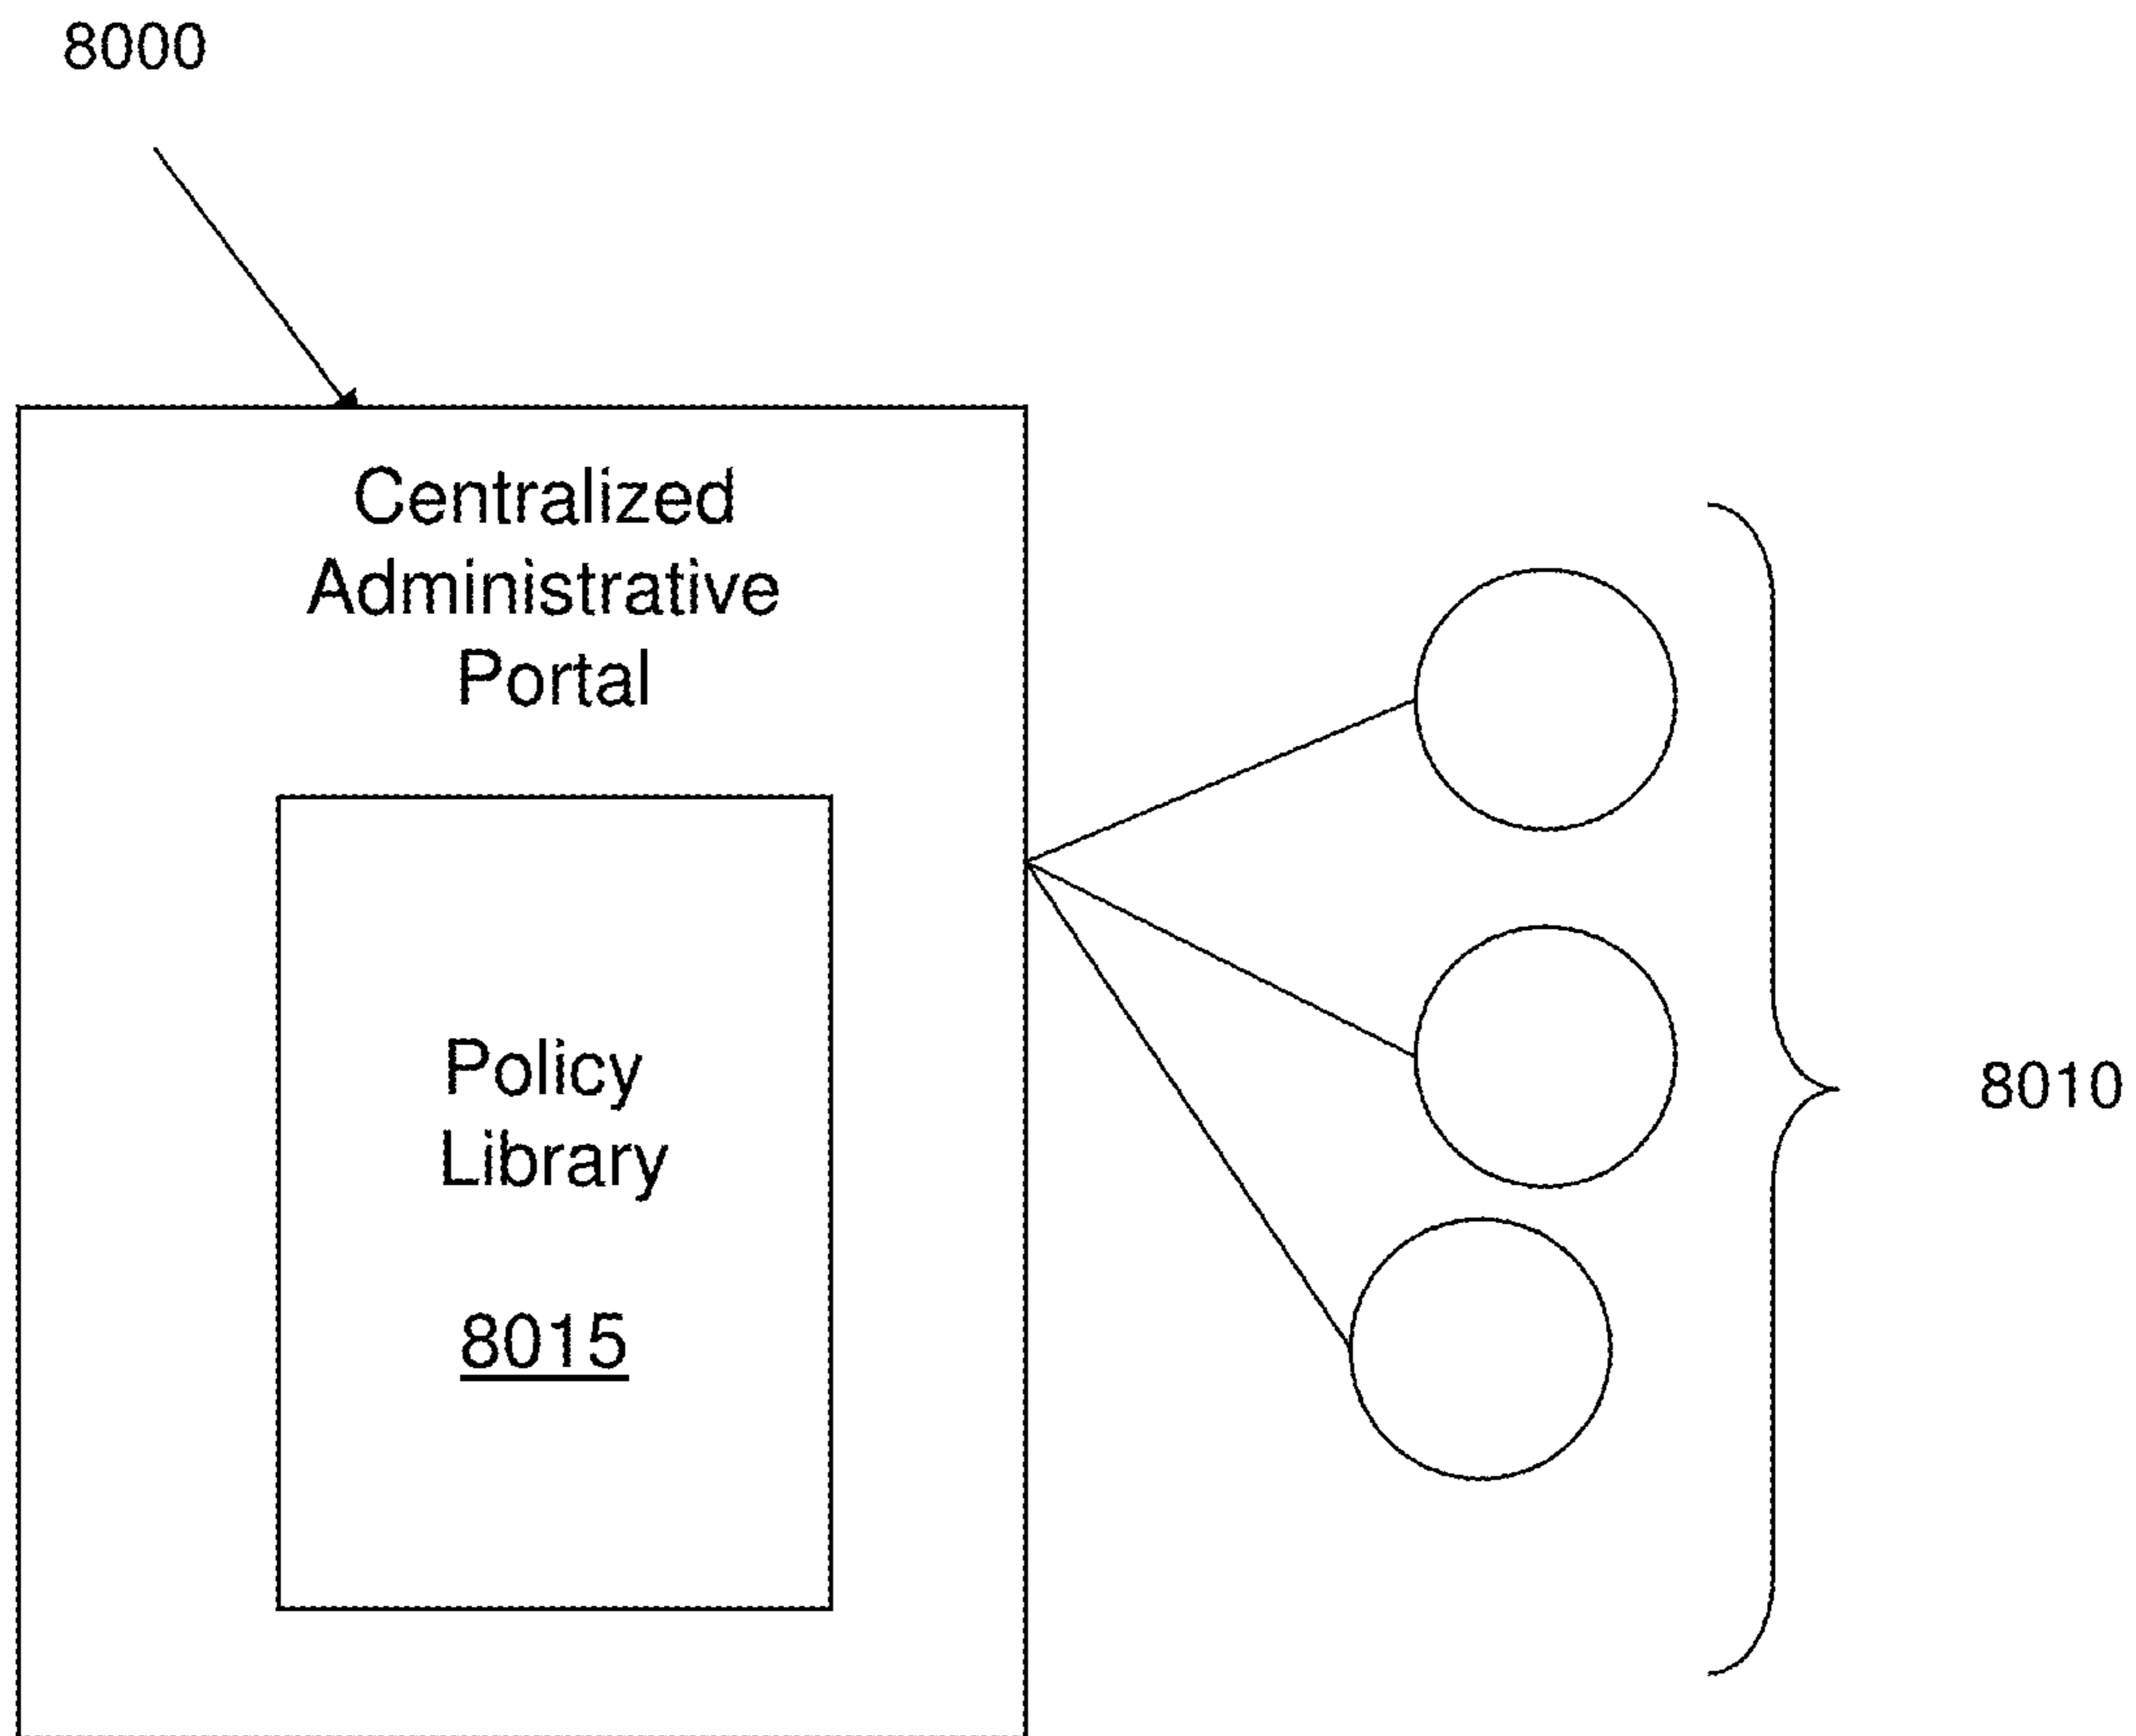 8000
Centralized
Administrative
Portal
Policy
Library
8015
8010